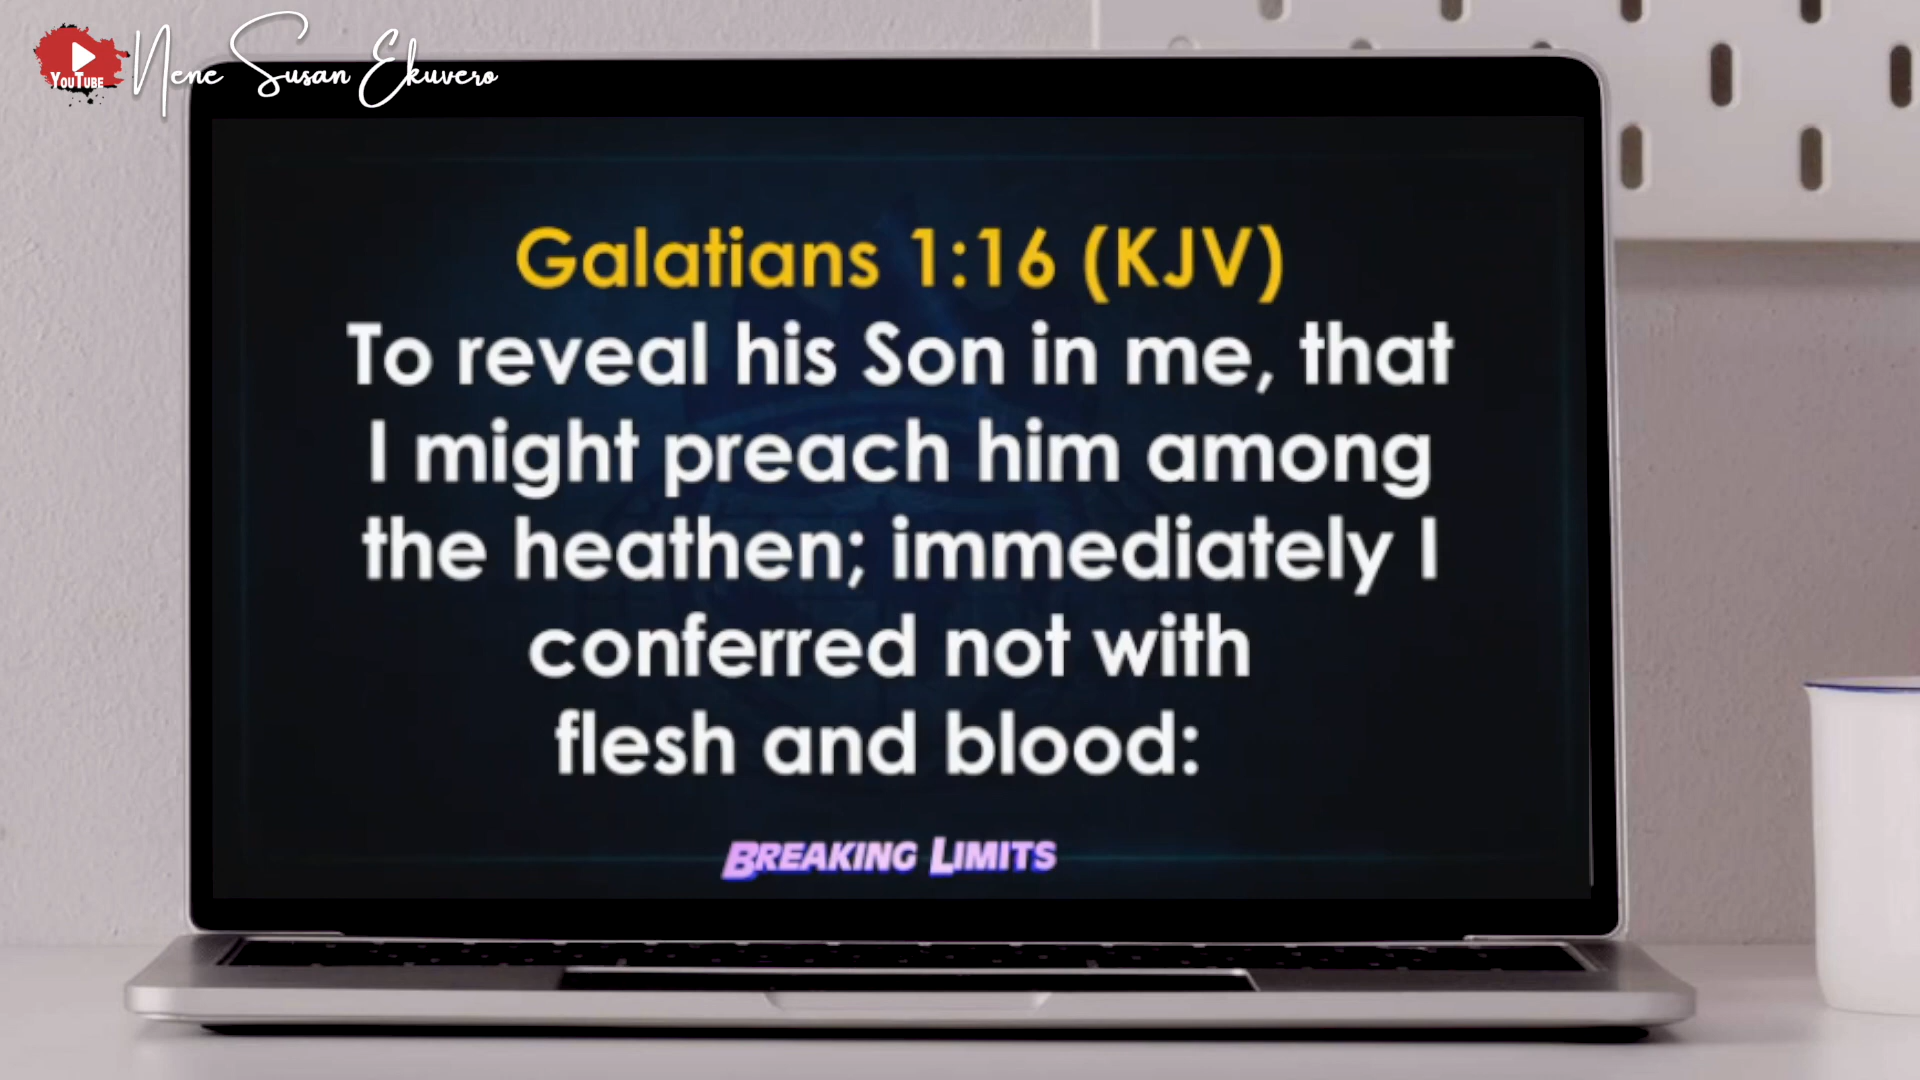 YouTube
Nene Susan Ekuvero
Galatians 1:16 (KJV)
To reveal his Son in me, that
I might preach him among
the heathen; immediately I
conferred not with
flesh and blood:
BREAKING LIMITS